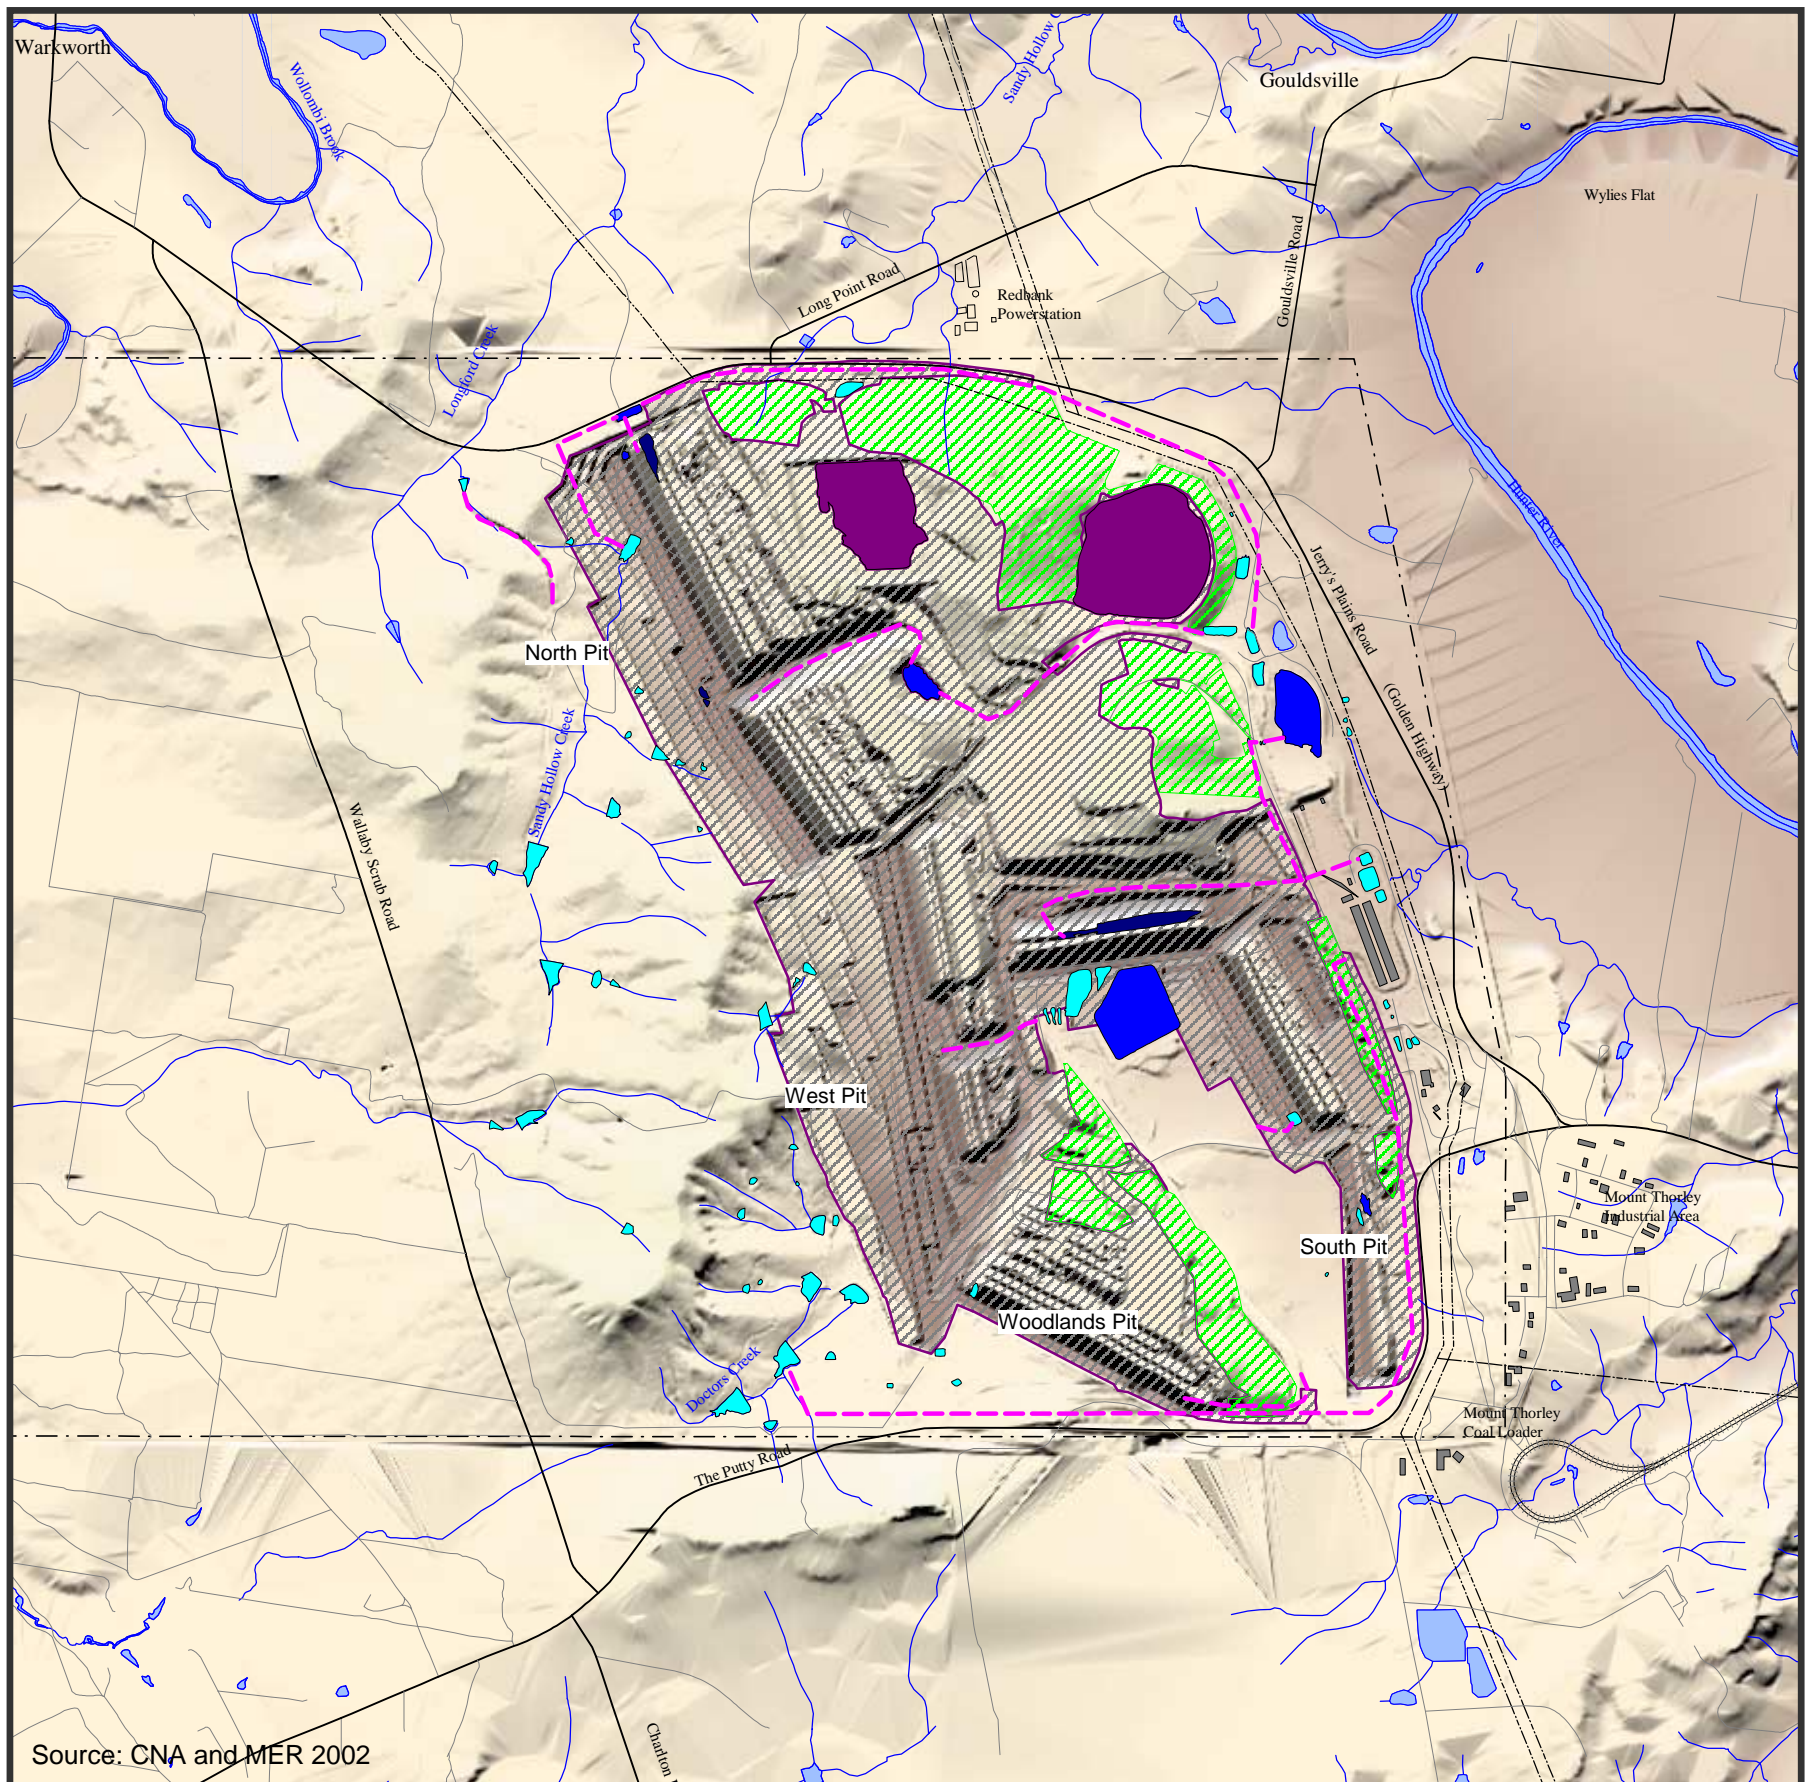 Warkworth
Wollombi Brook
Sandy Hollow C
Gouldsville
Wylies Flat
Long Point Road
Gouldsville Road
Redbank
Powerstation
Longford Creek
Hunter River
Jerry's Plains Road
(Golden Highway)
North Pit
Sandy Hollow Creek
Wallaby Scrub Road
West Pit
Mount Thorley
Industrial Area
South Pit
Woodlands Pit
Doctors Creek
Mount Thorley
Coal Loader
The Putty Road
Charlton
Source: CNA and MER 2002